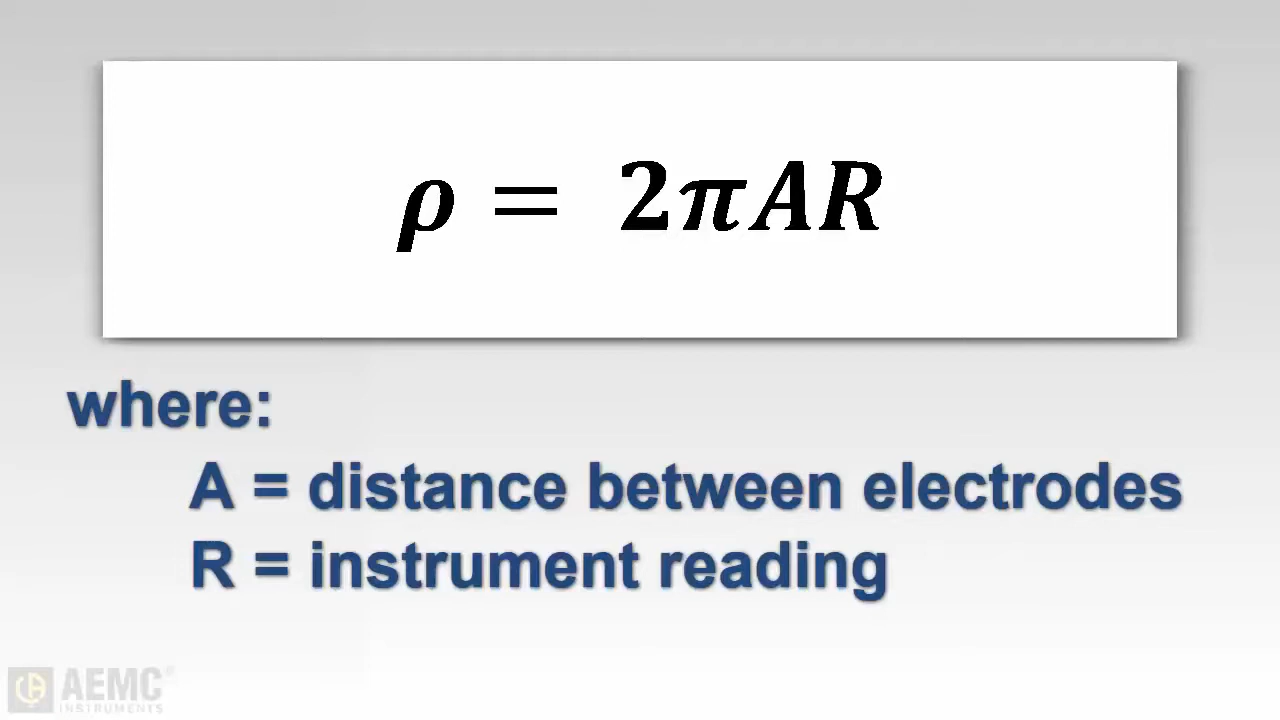 ρ = 2πAR
where:
A = distance between electrodes
R = instrument reading
AEMC®
INSTRUMENTS